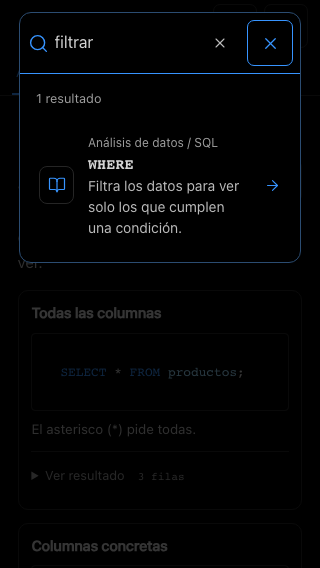 filtrar
1 resultado
Análisis de datos / SQL
WHERE
Filtra los datos para ver
solo los que cumplen
una condición.
ver.
Todas las columnas
SELECT * FROM productos;
El asterisco (*) pide todas.
Ver resultado 3 filas
Columnas concretas